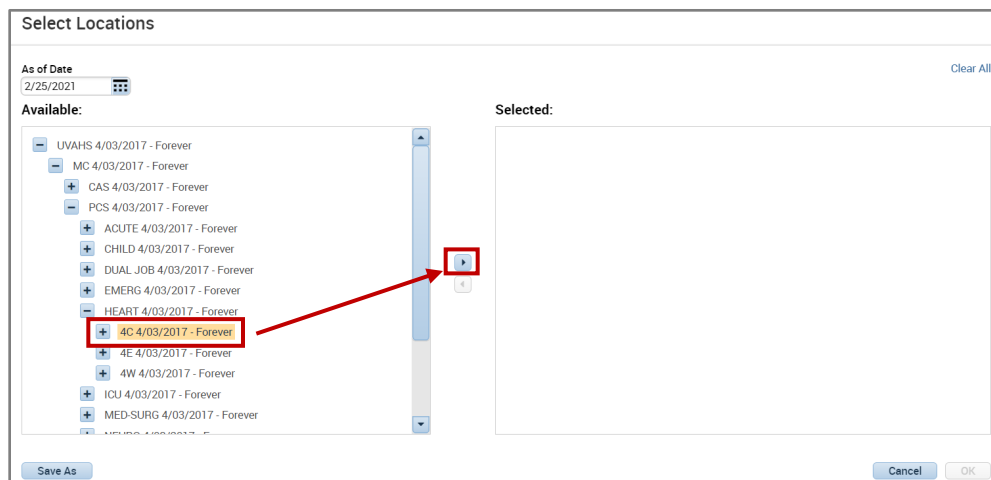 Select Locations
As of Date
Clear All
2/25/2021
Available:
Selected:
UVAHS 4/03/2017 - Forever
MC 4/03/2017 - Forever
CAS 4/03/2017 - Forever
PCS 4/03/2017 - Forever
ACUTE 4/03/2017 - Forever
CHILD 4/03/2017 - Forever
DUAL JOB 4/03/2017 - Forever
EMERG 4/03/2017 - Forever
HEART 4/03/2017 - Forever
4C 4/03/2017 - Forever
4E 4/03/2017 - Forever
4W 4/03/2017 - Forever
ICU 4/03/2017 - Forever
MED-SURG 4/03/2017 - Forever
Save As
Cancel
OK